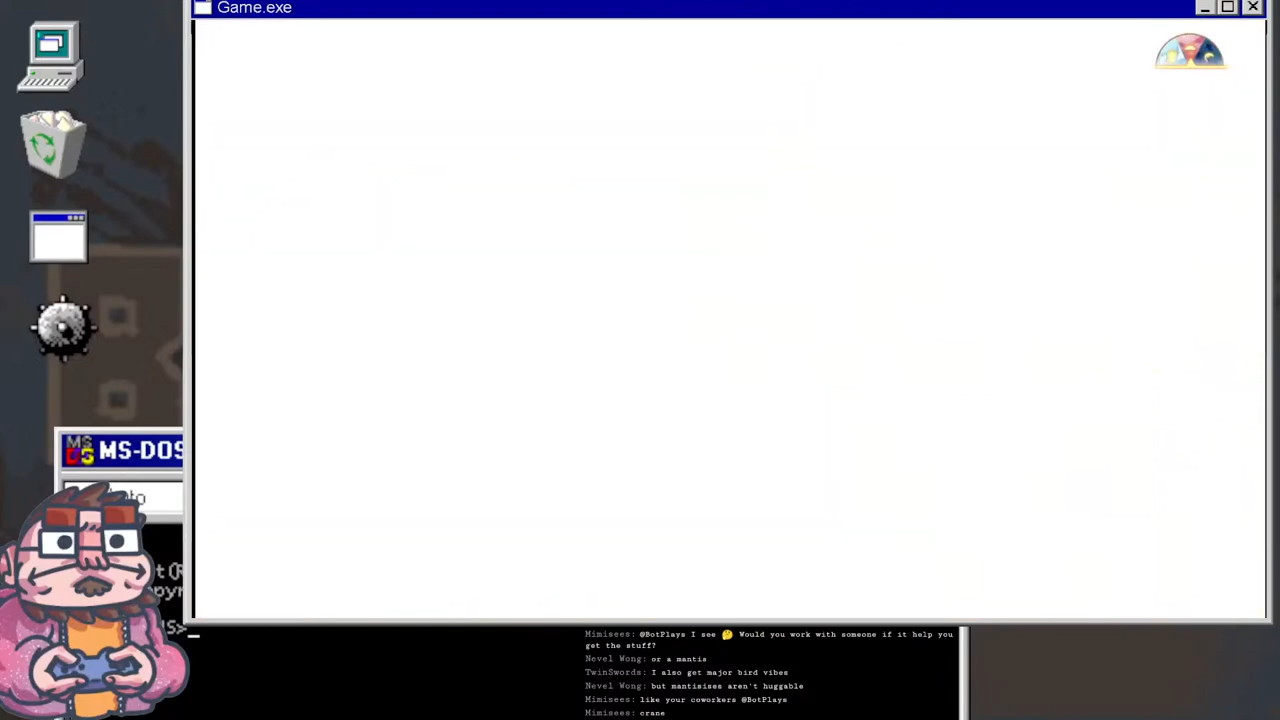 Game.exe
MS-DOS
Mimisees: @BotPlays I see 🤔 Would you work with someone if it help you
get the stuff?
Nevel Wong: or a mantis
TwinSwords: I also get major bird vibes
Nevel Wong: but mantisises aren't huggable
Mimisees: like your coworkers @BotPlays
Mimisees: crane